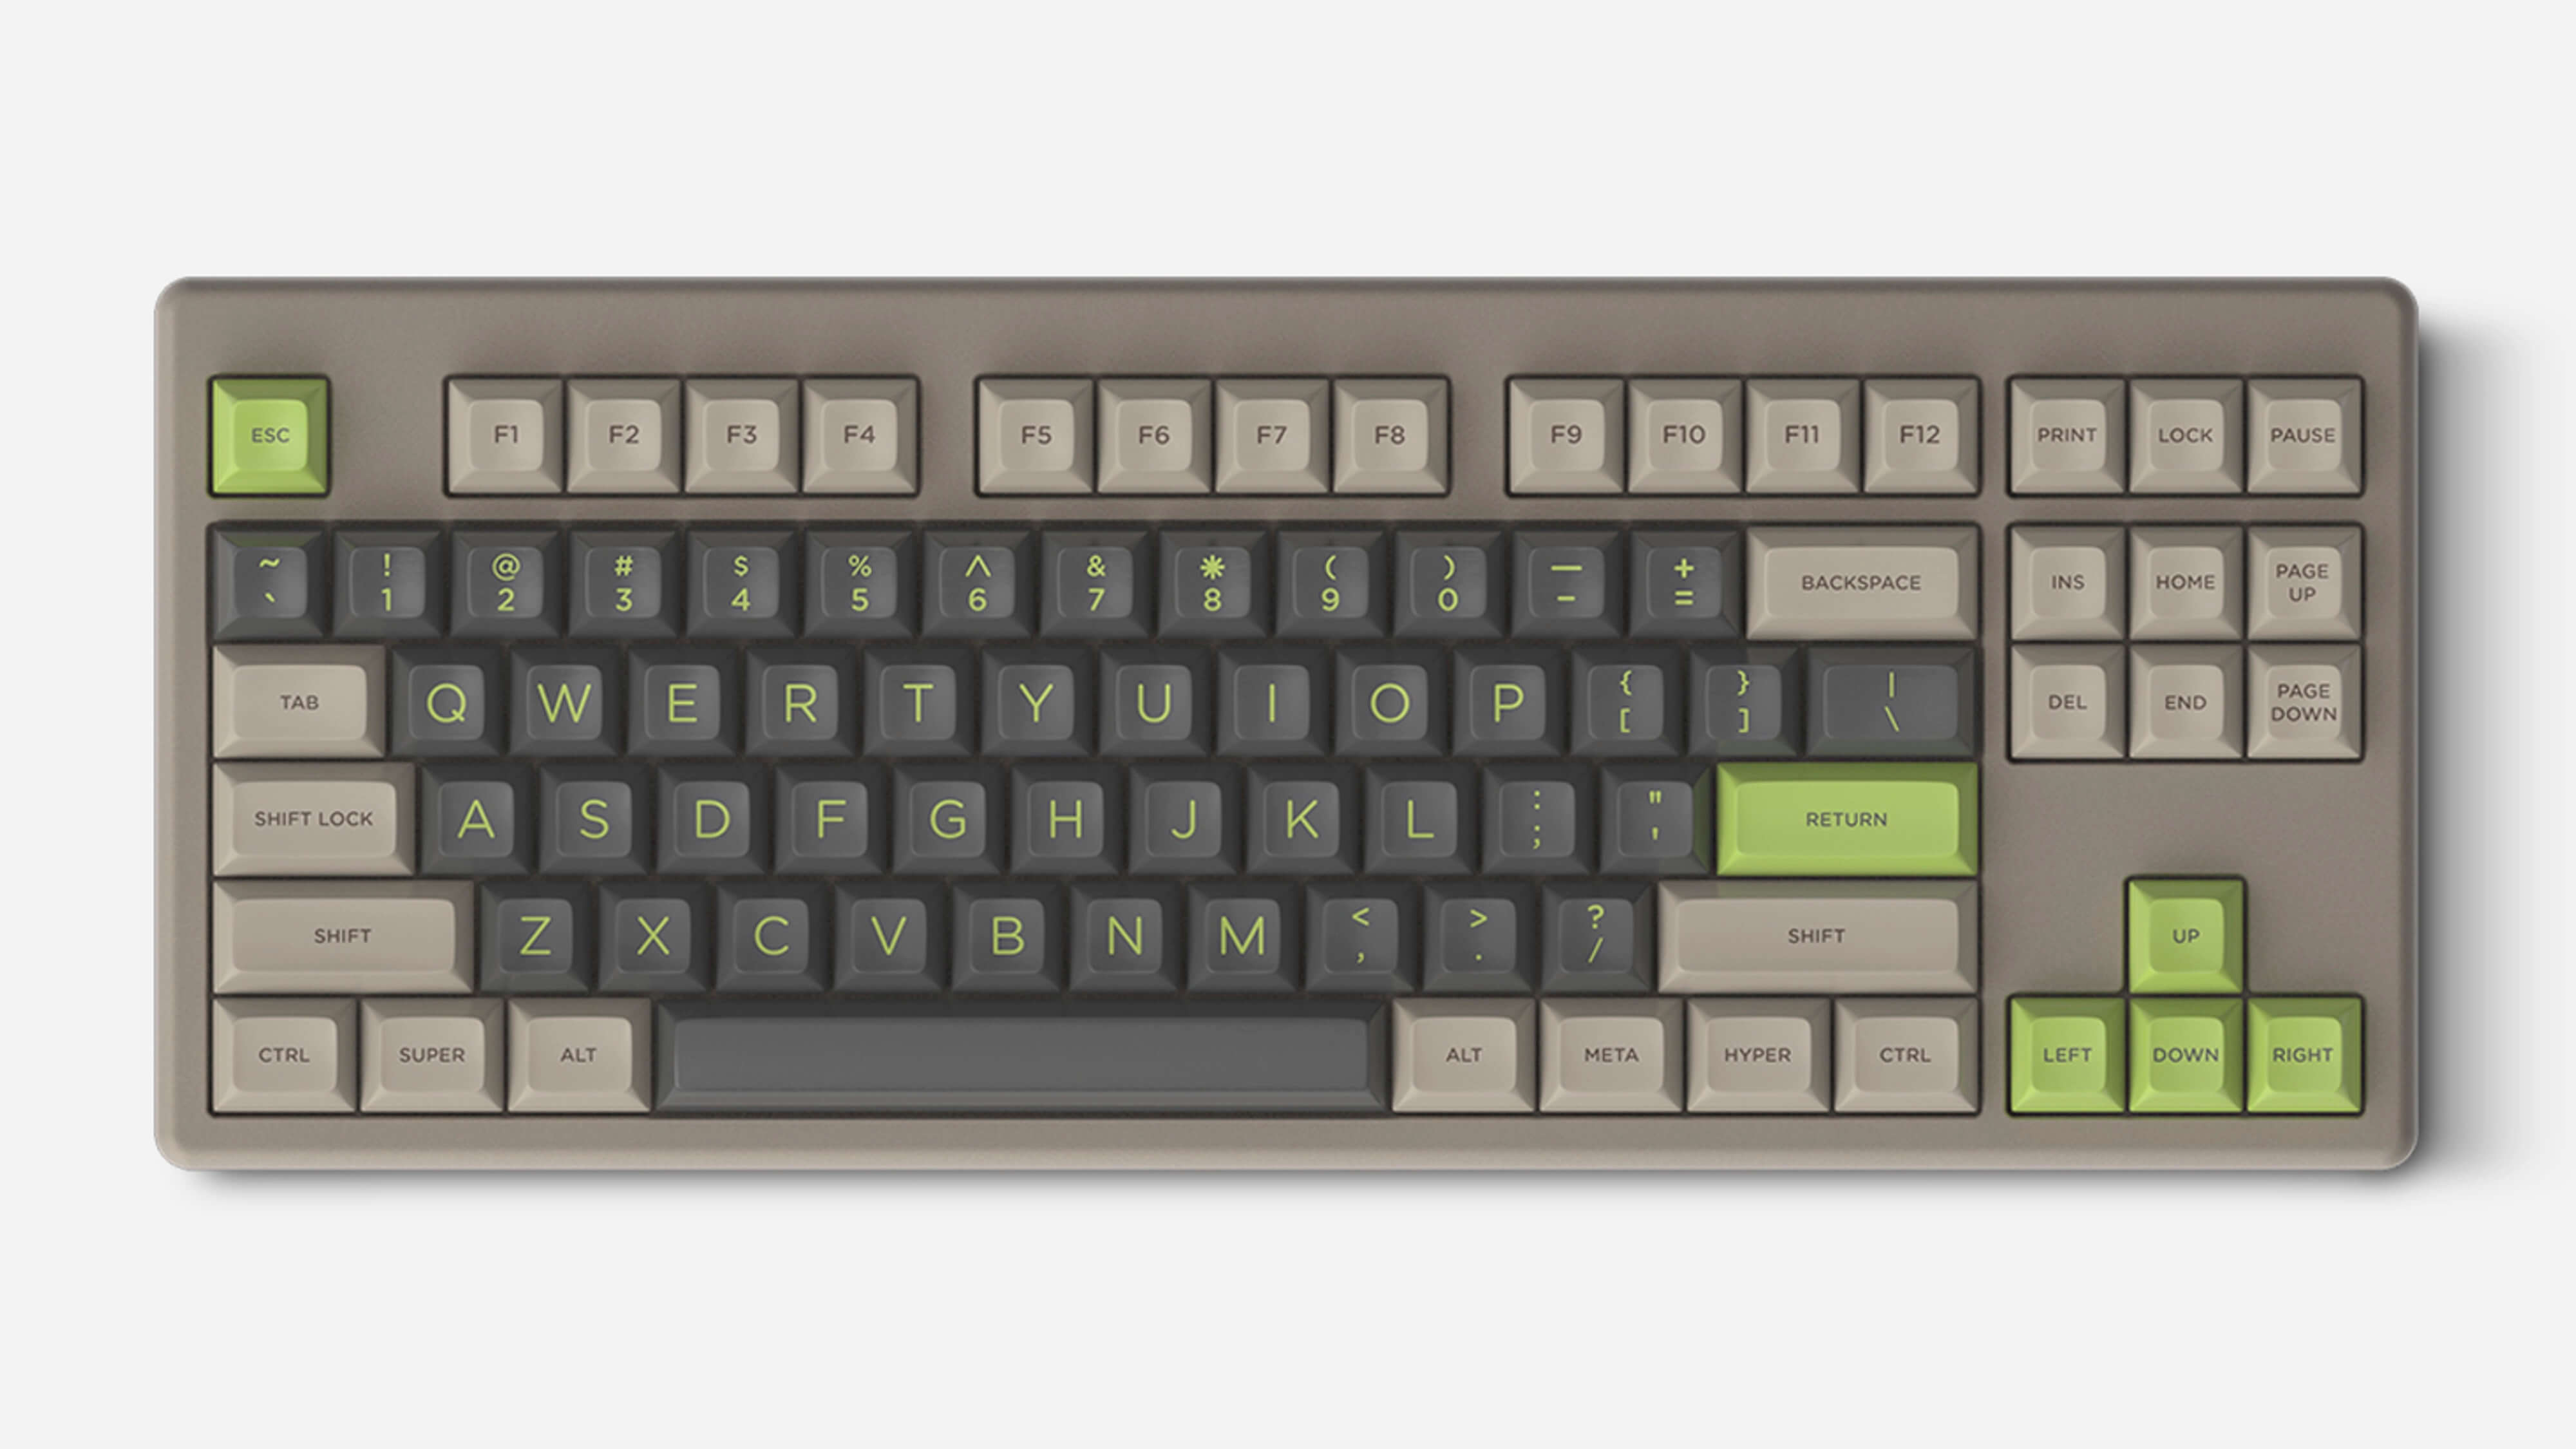 ESC F1 F2 F3 F4 F5 F6 F7 F8 F9 F10 F11 F12 PRINT LOCK PAUSE
~ ! @ # $ % ^ & * ( ) — +
` 1 2 3 4 5 6 7 8 9 0 - = BACKSPACE INS HOME PAGE UP
TAB Q W E R T Y U I O P { } |
[ ] \ DEL END PAGE DOWN
SHIFT LOCK A S D F G H J K L : "
; ' RETURN
SHIFT Z X C V B N M < > ?
, . / SHIFT UP
CTRL SUPER ALT ALT META HYPER CTRL LEFT DOWN RIGHT